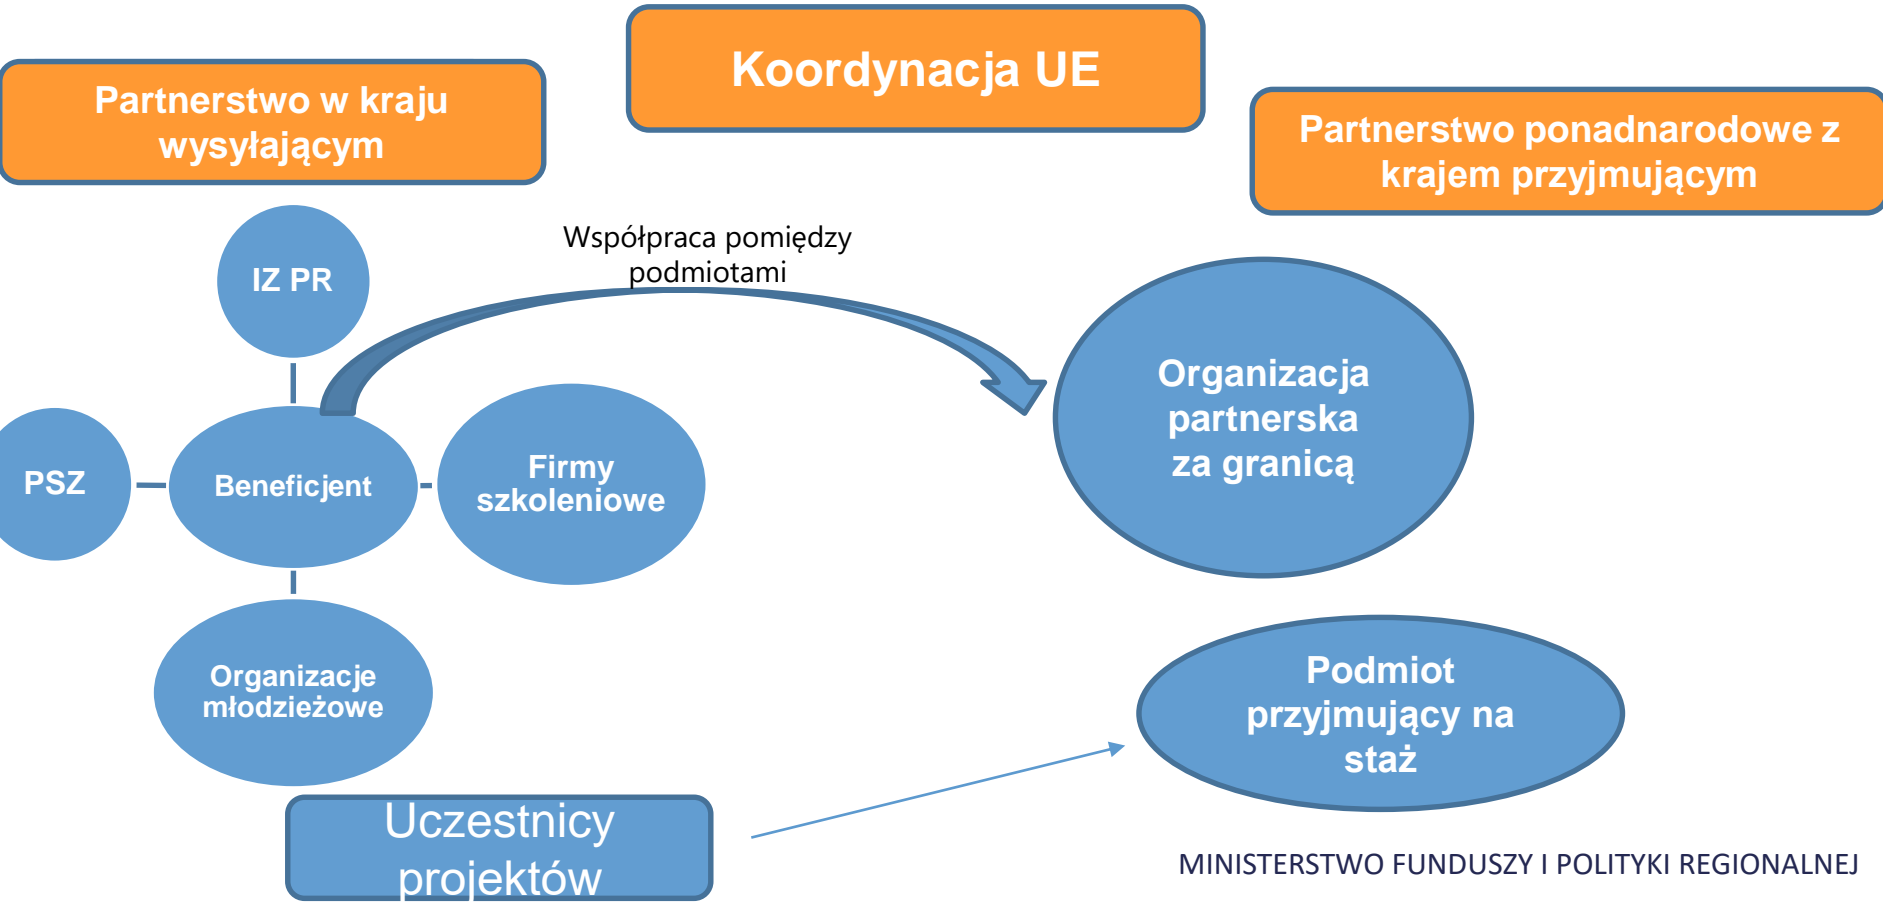 Koordynacja UE
Partnerstwo w kraju
wysyłającym
Partnerstwo ponadnarodowe z
krajem przyjmującym
Współpraca pomiędzy
podmiotami
IZ PR
PSZ
Beneficjent
Firmy
szkoleniowe
Organizacje
młodzieżowe
Organizacja
partnerska
za granicą
Podmiot
przyjmujący na
staż
Uczestnicy
projektów
MINISTERSTWO FUNDUSZY I POLITYKI REGIONALNEJ